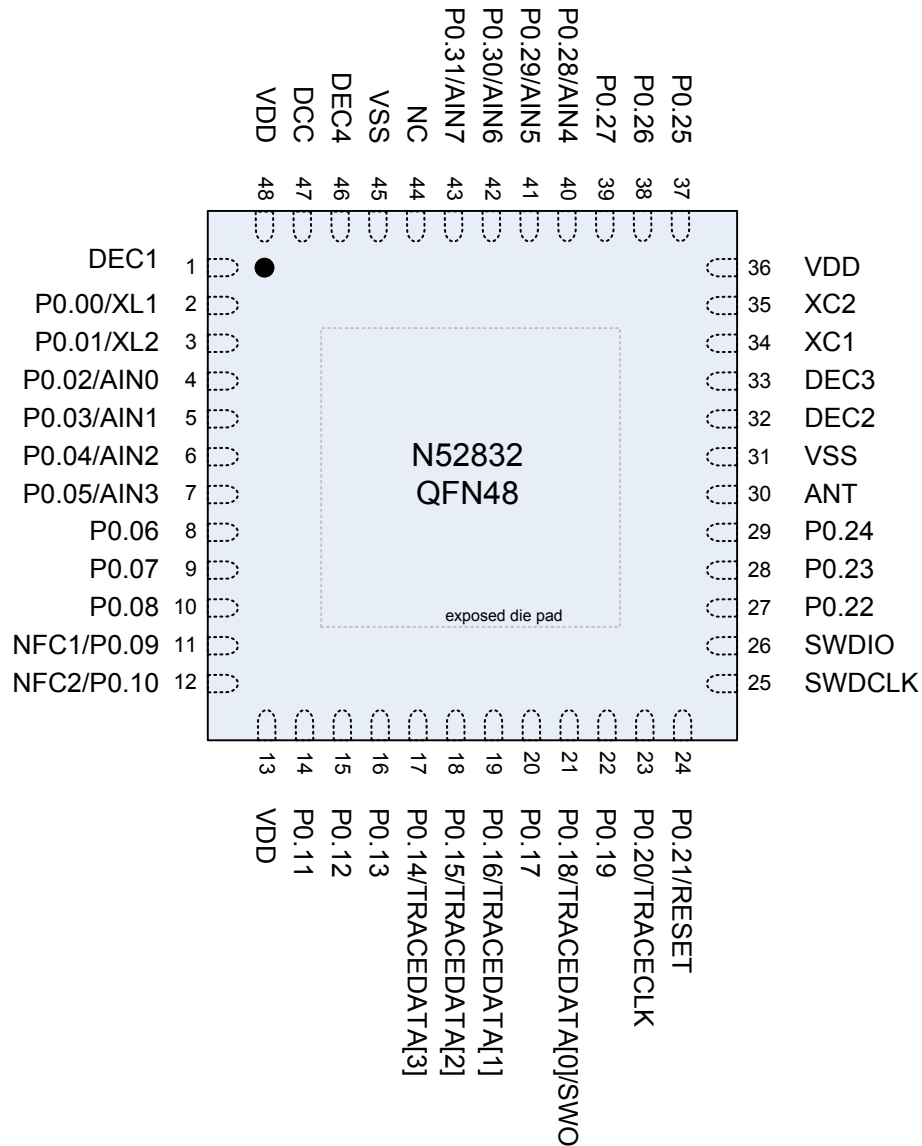 VDD
DCC
DEC4
VSS
NC
P0.31/AIN7
P0.30/AIN6
P0.29/AIN5
P0.28/AIN4
P0.27
P0.26
P0.25
48
47
46
45
44
43
42
41
40
39
38
37
DEC1 1
P0.00/XL1 2
P0.01/XL2 3
P0.02/AIN0 4
P0.03/AIN1 5
P0.04/AIN2 6
P0.05/AIN3 7
P0.06 8
P0.07 9
P0.08 10
NFC1/P0.09 11
NFC2/P0.10 12
N52832
QFN48
exposed die pad
36 VDD
35 XC2
34 XC1
33 DEC3
32 DEC2
31 VSS
30 ANT
29 P0.24
28 P0.23
27 P0.22
26 SWDIO
25 SWDCLK
13
14
15
16
17
18
19
20
21
22
23
24
VDD
P0.11
P0.12
P0.13
P0.14/TRACEDATA[3]
P0.15/TRACEDATA[2]
P0.16/TRACEDATA[1]
P0.17
P0.18/TRACEDATA[0]/SWO
P0.19
P0.20/TRACECLK
P0.21/RESET